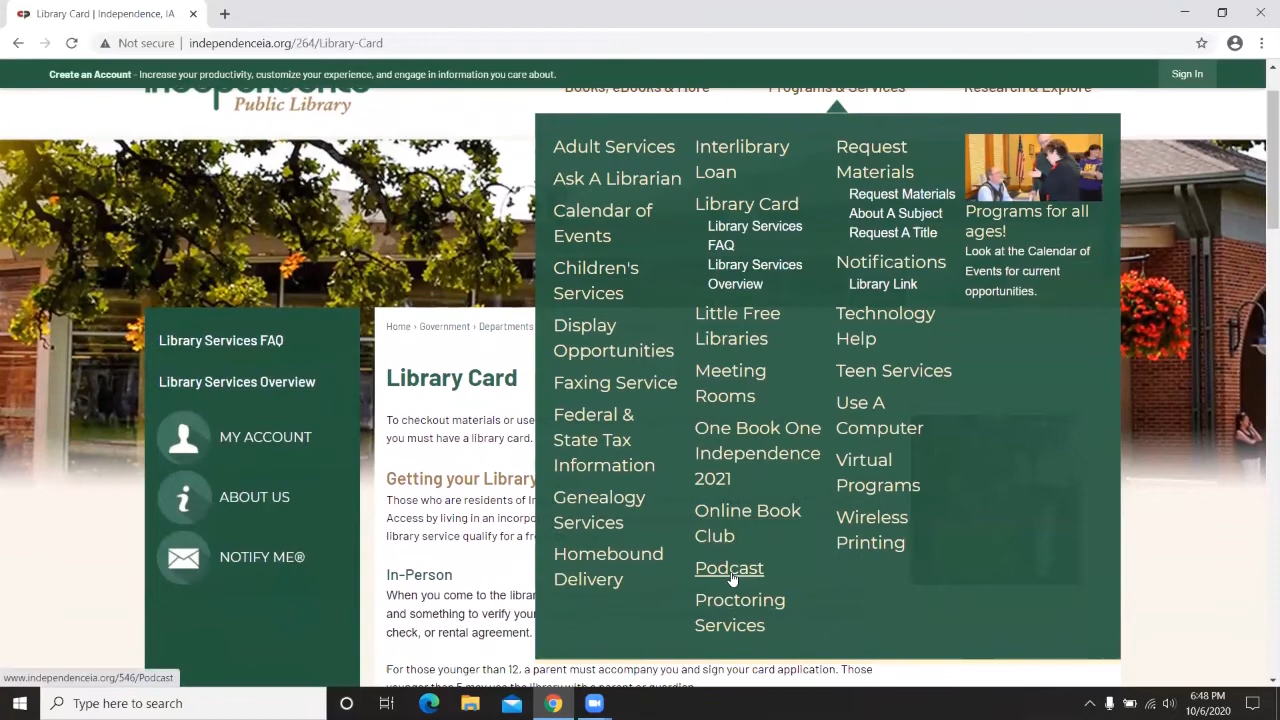 Library Card | Independence, IA
Not secure | independenceia.org/264/Library-Card
Create an Account - Increase your productivity, customize your experience, and engage in information you care about.
Sign In
Independence
Public Library
Books, eBooks & More
Programs & Services
Research & Explore
Adult Services
Ask A Librarian
Calendar of
Events
Children's
Services
Display
Opportunities
Faxing Service
Federal &
State Tax
Information
Genealogy
Services
Homebound
Delivery
Interlibrary
Loan
Library Card
Library Services
FAQ
Library Services
Overview
Little Free
Libraries
Meeting
Rooms
One Book One
Independence
2021
Online Book
Club
Podcast
Proctoring
Services
Request
Materials
Request Materials
About A Subject
Request A Title
Notifications
Library Link
Technology
Help
Teen Services
Use A
Computer
Virtual
Programs
Wireless
Printing
Programs for all
ages!
Look at the Calendar of
Events for current
opportunities.
Library Services FAQ
Library Services Overview
MY ACCOUNT
ABOUT US
NOTIFY ME®
Home › Government › Departments
Library Card
To checkout materials or use
you must have a library card.
Getting your Library
Those who are residents of
Access by living in an
library service qualify for a
In-Person
When you come to the
and something to verify
check, or rental agreement.
For those younger than 12, a parent must accompany you and sign your card application. Those
younger than 5 may use the library with a parent or guardian.
www.independenceia.org/546/Podcast
Type here to search
6:48 PM
10/6/2020